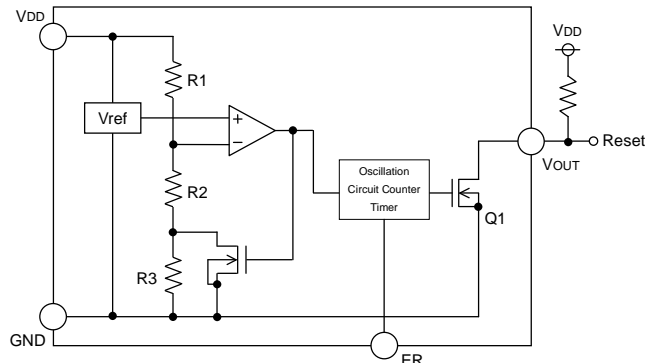 VDD
VDD
R1
Vref
+
−
Reset
VOUT
Oscillation
Circuit Counter
Timer
R2
Q1
R3
GND
ER